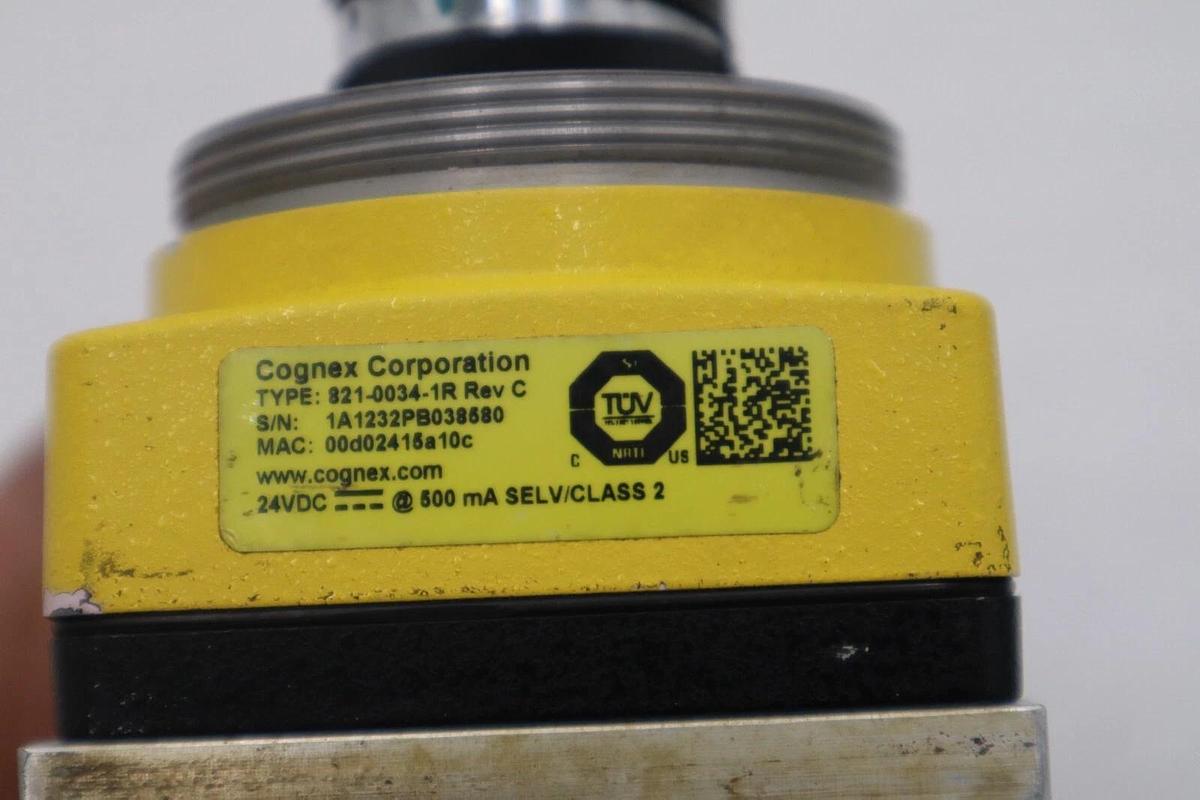 Cognex Corporation
TYPE: 821-0034-1R Rev C
S/N: 1A1232PB038580
MAC: 00d02415a10c
www.cognex.com
24VDC @ 500 mA SELV/CLASS 2
TÜV
NRTL
C US